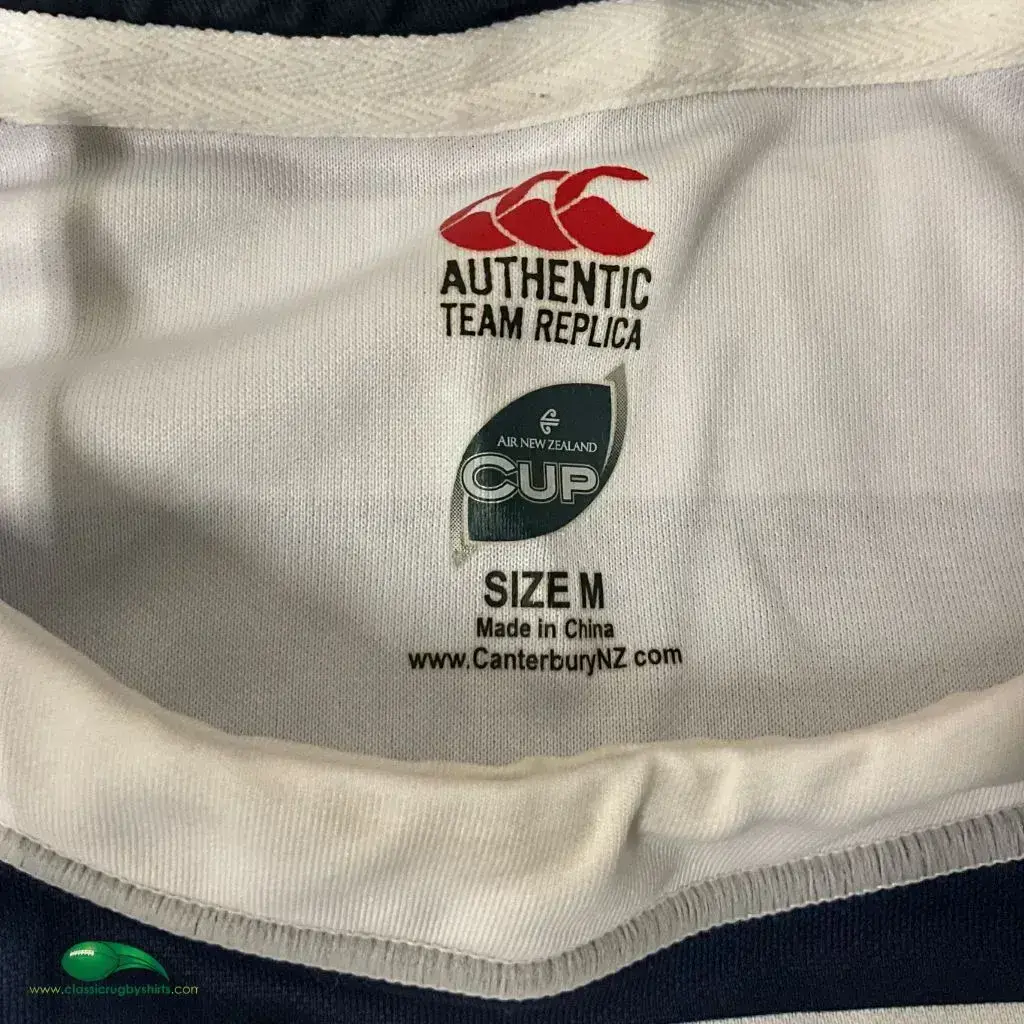 AUTHENTIC
TEAM REPLICA
AIR NEW ZEALAND
CUP
SIZE M
Made in China
www.CanterburyNZ.com
www.classicrugbyshirts.com